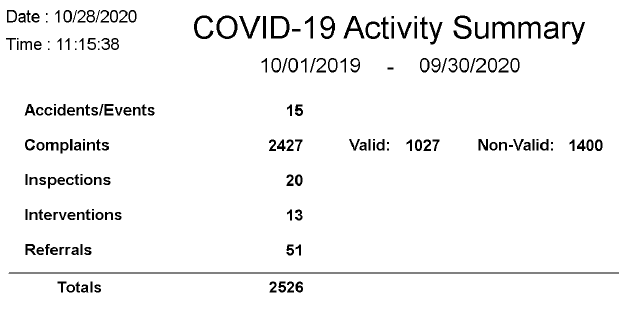 Date : 10/28/2020
Time : 11:15:38
COVID-19 Activity Summary
10/01/2019 - 09/30/2020
Accidents/Events 15
Complaints 2427 Valid: 1027 Non-Valid: 1400
Inspections 20
Interventions 13
Referrals 51
Totals 2526